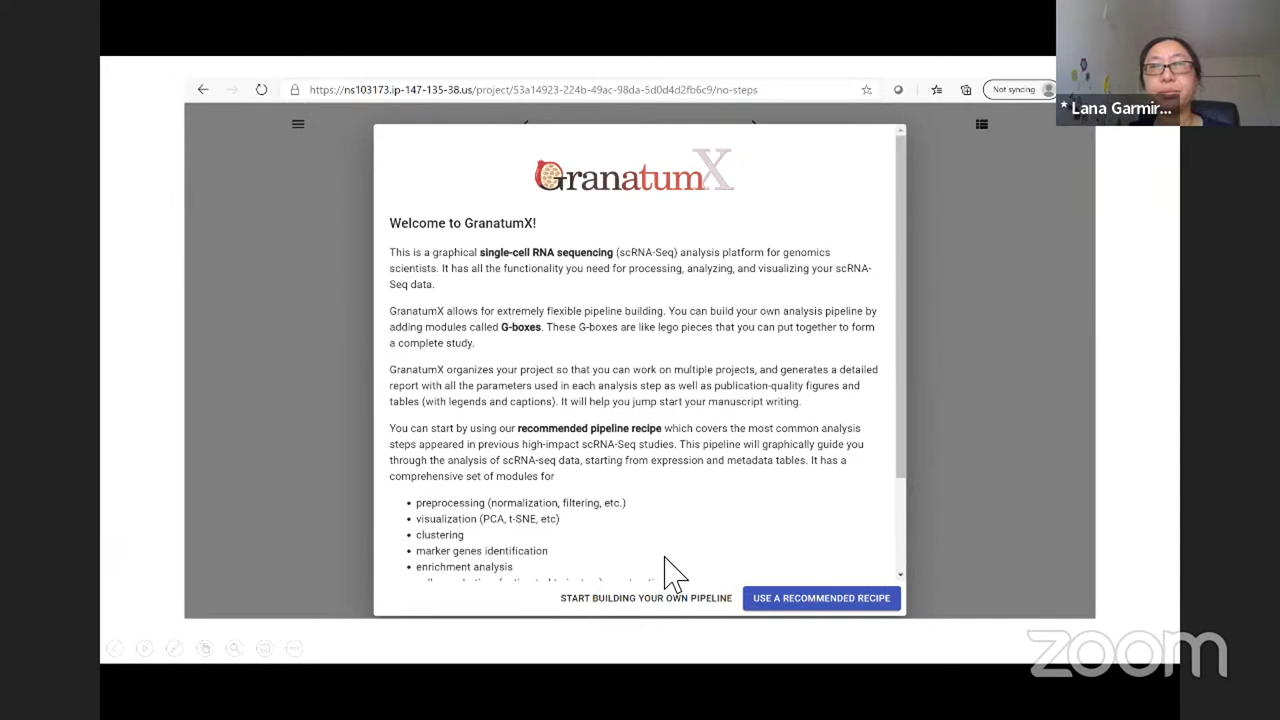 https://ns103173.ip-147-135-38.us/project/53a14923-224b-49ac-98da-5d0d4d2fb6c9/no-steps
Not syncing
* Lana Garmir...
GranatumX
Welcome to GranatumX!
This is a graphical single-cell RNA sequencing (scRNA-Seq) analysis platform for genomics
scientists. It has all the functionality you need for processing, analyzing, and visualizing your scRNA-
Seq data.
GranatumX allows for extremely flexible pipeline building. You can build your own analysis pipeline by
adding modules called G-boxes. These G-boxes are like lego pieces that you can put together to form
a complete study.
GranatumX organizes your project so that you can work on multiple projects, and generates a detailed
report with all the parameters used in each analysis step as well as publication-quality figures and
tables (with legends and captions). It will help you jump start your manuscript writing.
You can start by using our recommended pipeline recipe which covers the most common analysis
steps appeared in previous high-impact scRNA-Seq studies. This pipeline will graphically guide you
through the analysis of scRNA-seq data, starting from expression and metadata tables. It has a
comprehensive set of modules for
• preprocessing (normalization, filtering, etc.)
• visualization (PCA, t-SNE, etc)
• clustering
• marker genes identification
• enrichment analysis
START BUILDING YOUR OWN PIPELINE
USE A RECOMMENDED RECIPE
zoom